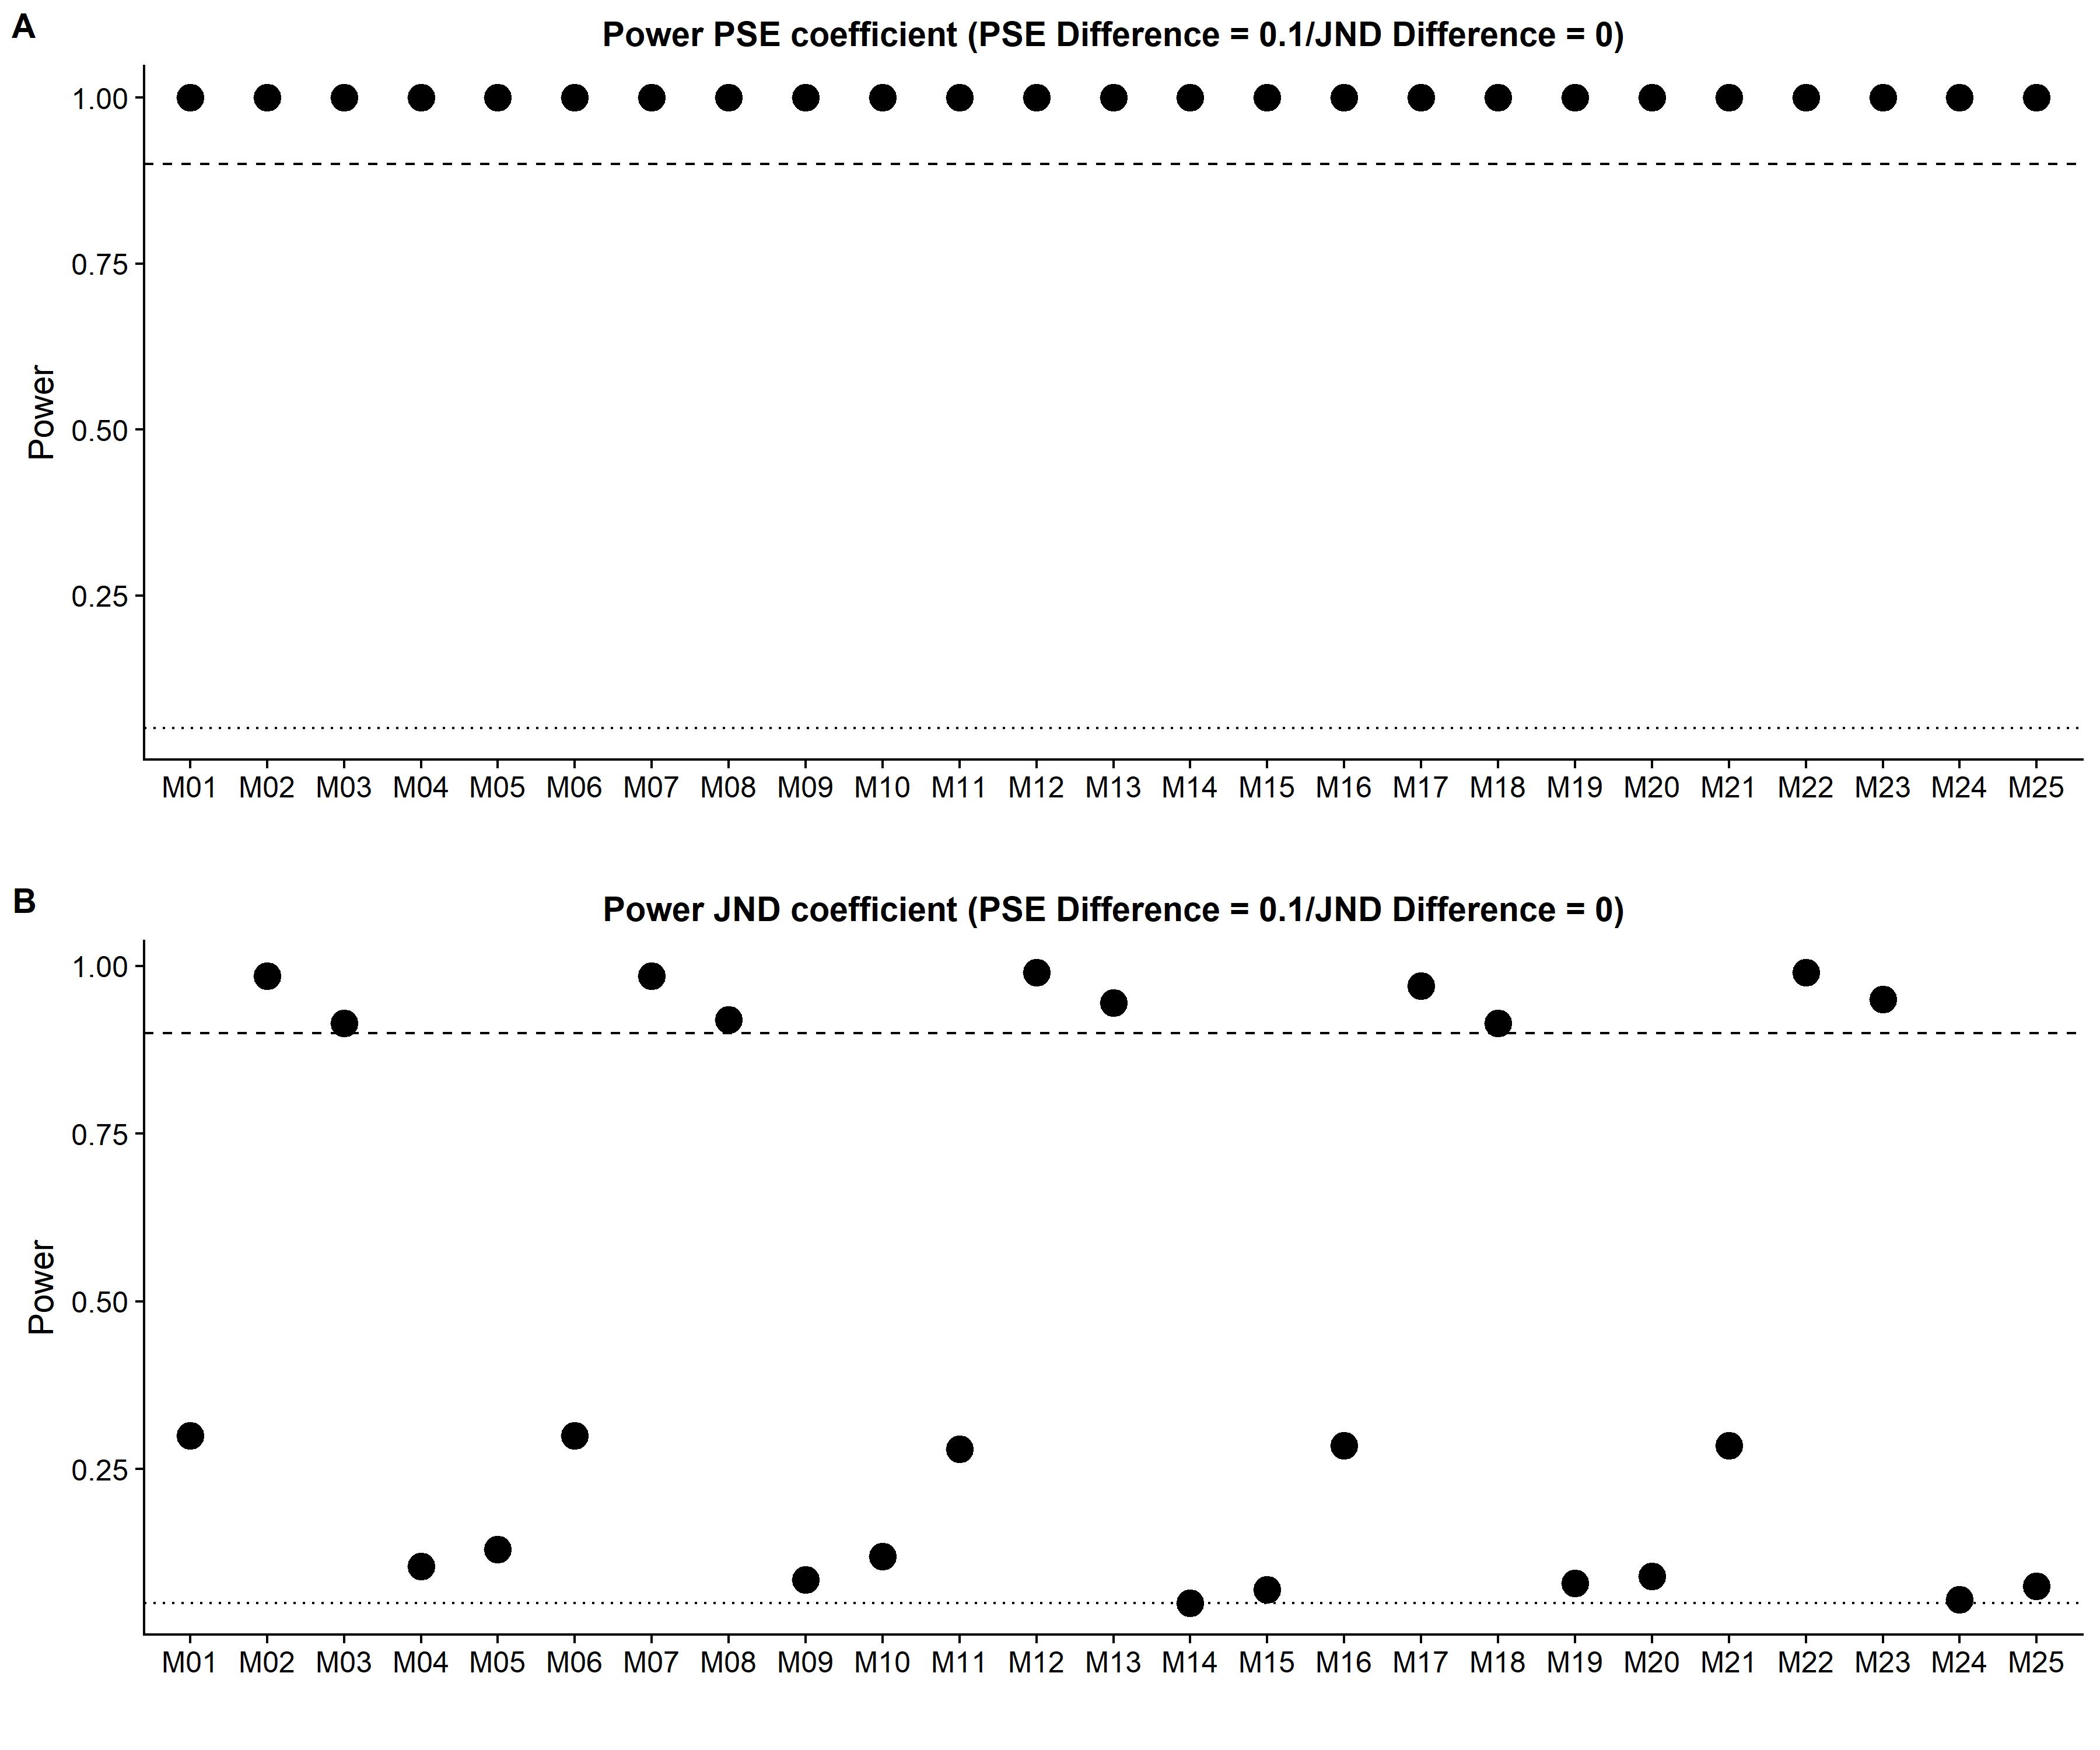 A
Power PSE coefficient (PSE Difference = 0.1/JND Difference = 0)
1.00
0.75
0.50
0.25
Power
M01 M02 M03 M04 M05 M06 M07 M08 M09 M10 M11 M12 M13 M14 M15 M16 M17 M18 M19 M20 M21 M22 M23 M24 M25
B
Power JND coefficient (PSE Difference = 0.1/JND Difference = 0)
1.00
0.75
0.50
0.25
Power
M01 M02 M03 M04 M05 M06 M07 M08 M09 M10 M11 M12 M13 M14 M15 M16 M17 M18 M19 M20 M21 M22 M23 M24 M25